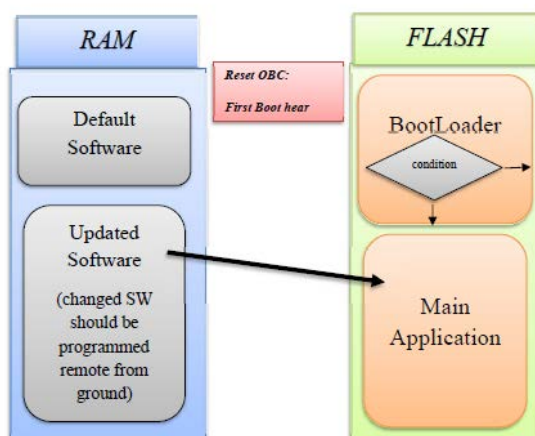 RAM
Default
Software
Updated
Software
(changed SW
should be
programmed
remote from
ground)
Reset OBC:
First Boot hear
FLASH
BootLoader
condition
Main
Application